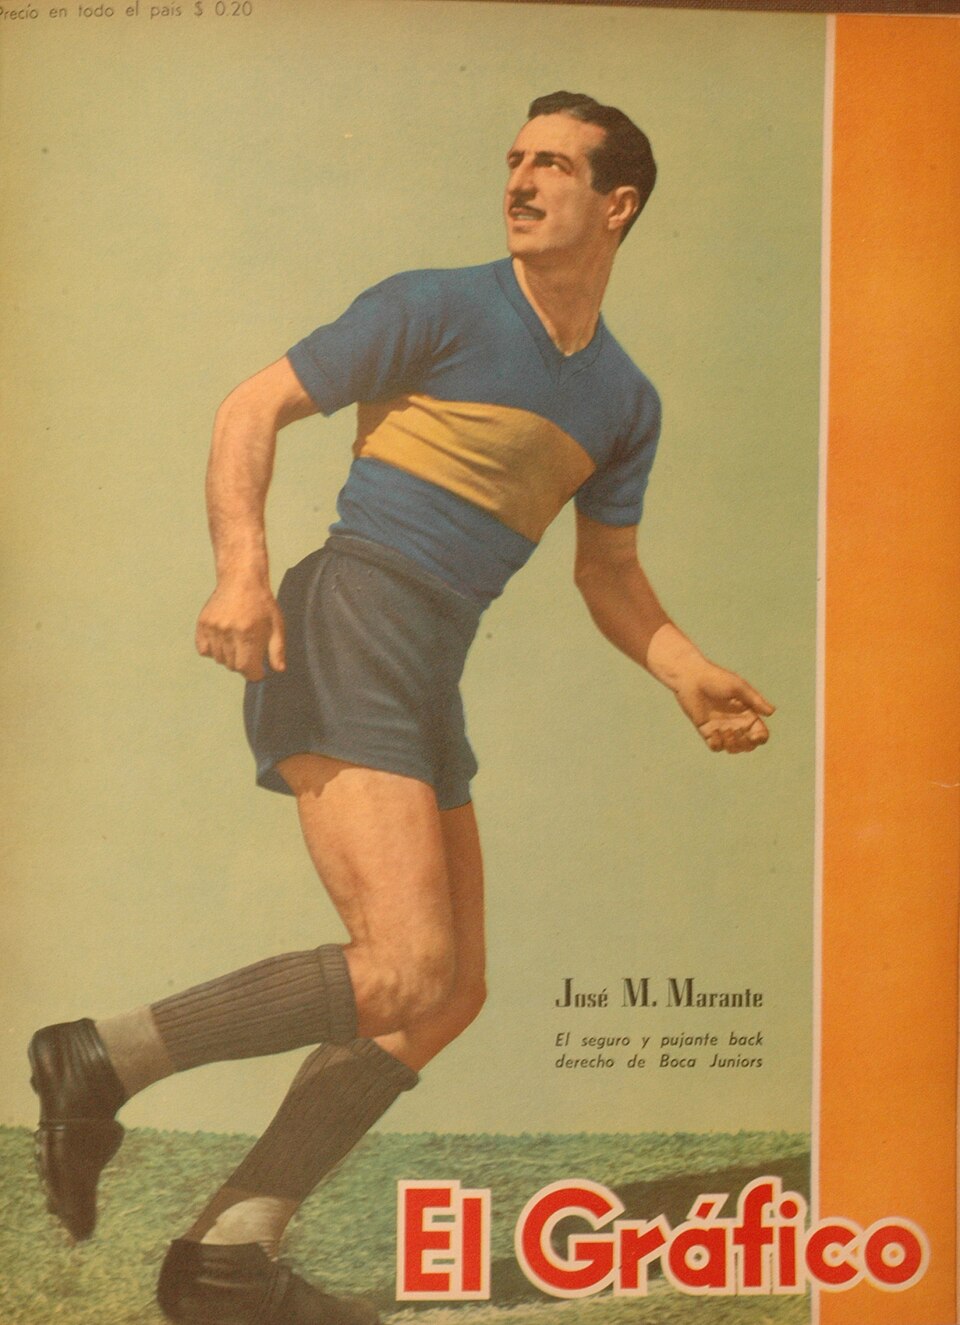 Precio en todo el país $ 0.20
José M. Marante
El seguro y pujante back
derecho de Boca Juniors
El Gráfico